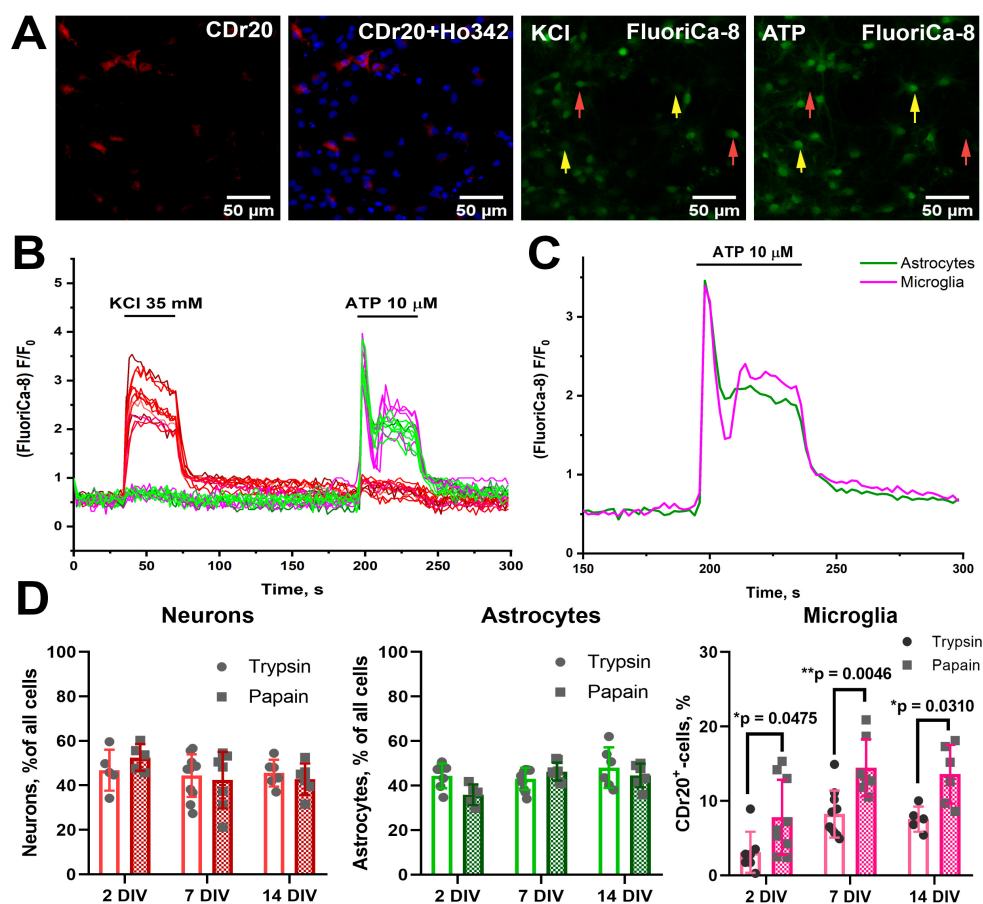 A
CDr20
CDr20+Ho342
KCl
FluoriCa-8
ATP
FluoriCa-8
50 µm
50 µm
50 µm
50 µm
B
KCl 35 mM
ATP 10 µM
5
4
3
2
1
0
(FluoriCa-8) F/F0
0
50
100
150
200
250
300
Time, s
C
ATP 10 µM
Astrocytes
Microglia
3
2
1
0
(FluoriCa-8) F/F0
150
200
250
300
Time, s
D
Neurons
Trypsin
Papain
100
80
60
40
20
0
Neurons, %of all cells
2 DIV
7 DIV
14 DIV
Astrocytes
Trypsin
Papain
100
80
60
40
20
0
Astrocytes, % of all cells
2 DIV
7 DIV
14 DIV
Microglia
Trypsin
Papain
*p = 0.0475
**p = 0.0046
*p = 0.0310
30
20
10
0
CDr20+-cells, %
2 DIV
7 DIV
14 DIV